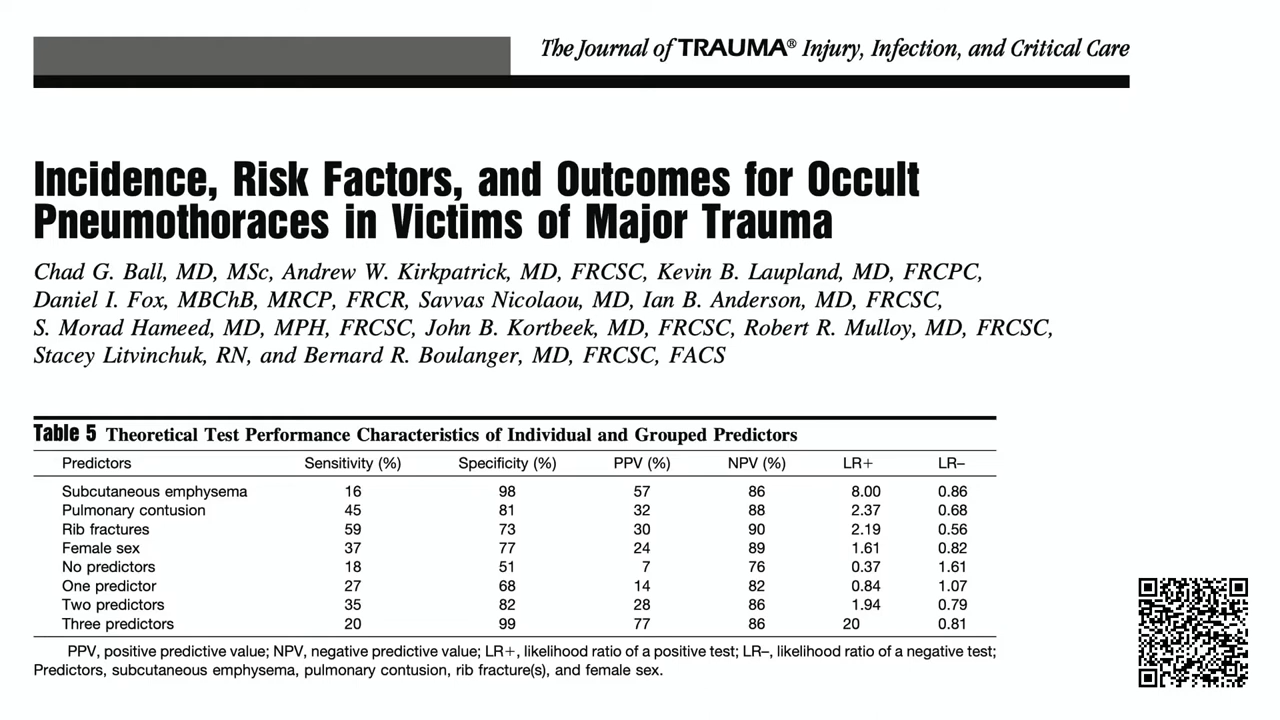 The Journal of TRAUMA® Injury, Infection, and Critical Care
Incidence, Risk Factors, and Outcomes for Occult
Pneumothoraces in Victims of Major Trauma
Chad G. Ball, MD, MSc, Andrew W. Kirkpatrick, MD, FRCSC, Kevin B. Laupland, MD, FRCPC,
Daniel I. Fox, MBChB, MRCP, FRCR, Savvas Nicolaou, MD, Ian B. Anderson, MD, FRCSC,
S. Morad Hameed, MD, MPH, FRCSC, John B. Kortbeek, MD, FRCSC, Robert R. Mulloy, MD, FRCSC,
Stacey Litvinchuk, RN, and Bernard R. Boulanger, MD, FRCSC, FACS
Table 5 Theoretical Test Performance Characteristics of Individual and Grouped Predictors
Predictors Sensitivity (%) Specificity (%) PPV (%) NPV (%) LR+ LR–
Subcutaneous emphysema 16 98 57 86 8.00 0.86
Pulmonary contusion 45 81 32 88 2.37 0.68
Rib fractures 59 73 30 90 2.19 0.56
Female sex 37 77 24 89 1.61 0.82
No predictors 18 51 7 76 0.37 1.61
One predictor 27 68 14 82 0.84 1.07
Two predictors 35 82 28 86 1.94 0.79
Three predictors 20 99 77 86 20 0.81
PPV, positive predictive value; NPV, negative predictive value; LR+, likelihood ratio of a positive test; LR–, likelihood ratio of a negative test;
Predictors, subcutaneous emphysema, pulmonary contusion, rib fracture(s), and female sex.